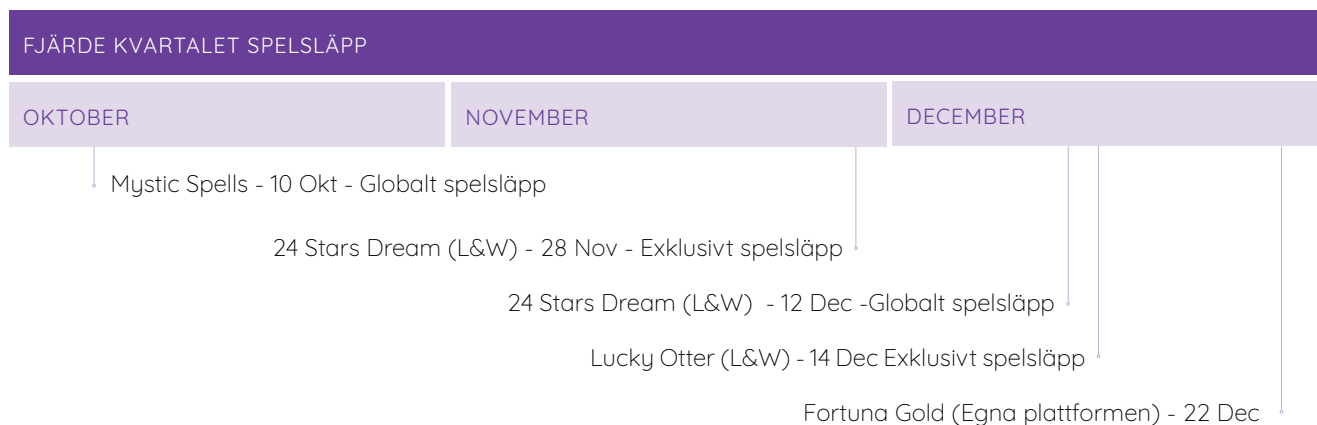 FJÄRDE KVARTALET SPELSLÄPP
OKTOBER
NOVEMBER
DECEMBER
Mystic Spells - 10 Okt - Globalt spelsläpp
24 Stars Dream (L&W) - 28 Nov - Exklusivt spelsläpp
24 Stars Dream (L&W) - 12 Dec -Globalt spelsläpp
Lucky Otter (L&W) - 14 Dec Exklusivt spelsläpp
Fortuna Gold (Egna plattformen) - 22 Dec